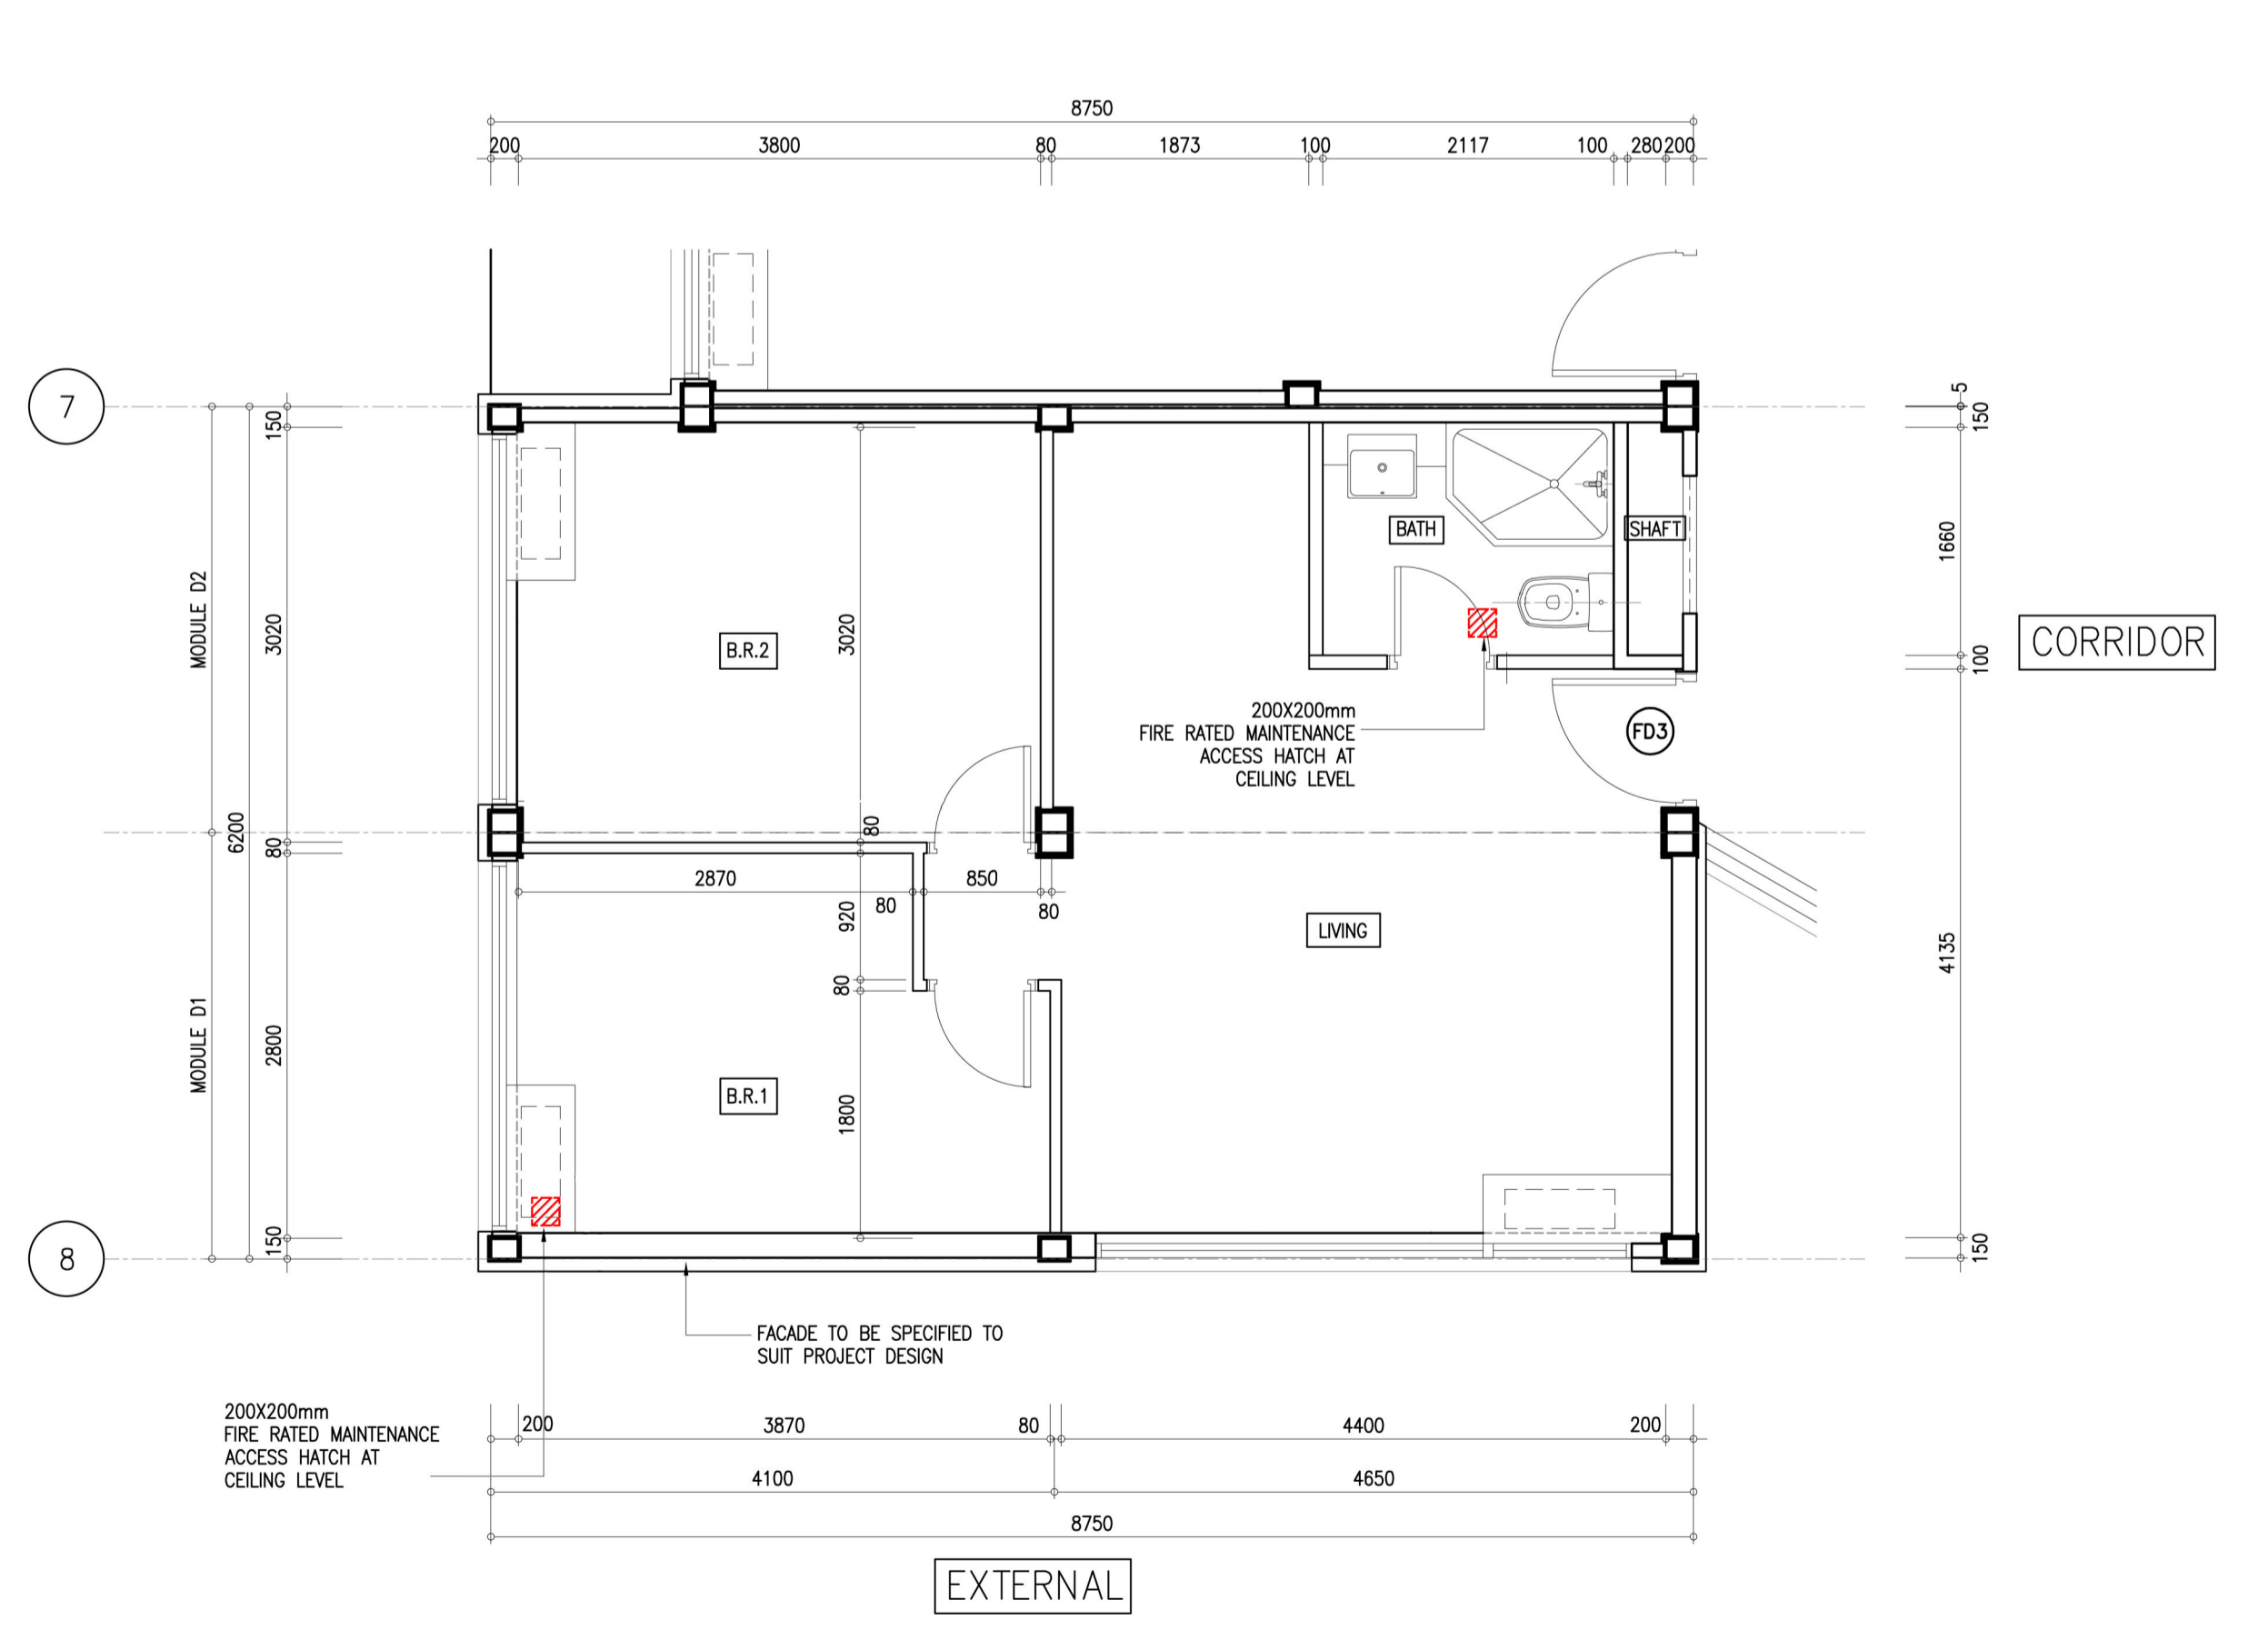 8750
200 3800 80 1873 100 2117 100 280 200
7
150
5
150
MODULE D2
6200
3020
3020
B.R.2
BATH
SHAFT
1660
CORRIDOR
100
200X200mm
FIRE RATED MAINTENANCE
ACCESS HATCH AT
CEILING LEVEL
FD3
80
80
2870
80
850
80
920
80
LIVING
4135
MODULE D1
2800
B.R.1
1800
150
150
8
FACADE TO BE SPECIFIED TO
SUIT PROJECT DESIGN
200X200mm
FIRE RATED MAINTENANCE
ACCESS HATCH AT
CEILING LEVEL
200 3870 80 4400 200
4100 4650
8750
EXTERNAL